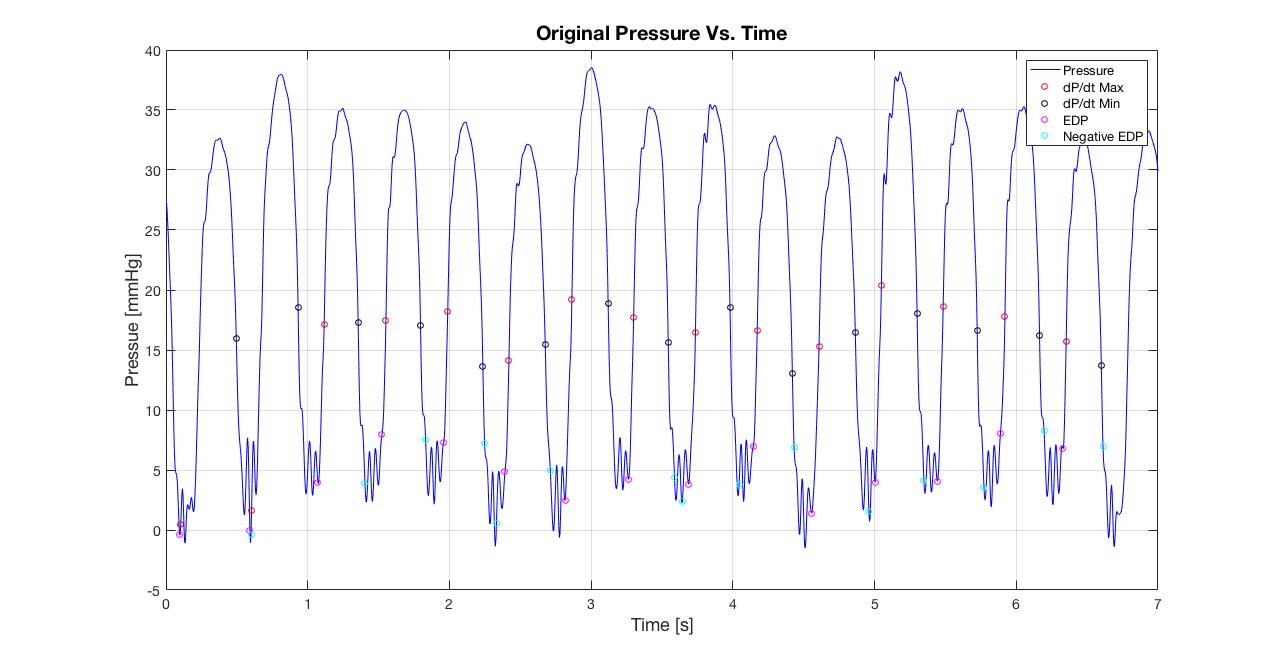 Original Pressure Vs. Time
40
35
30
25
20
15
10
5
0
-5
Pressue [mmHg]
Pressure
dP/dt Max
dP/dt Min
EDP
Negative EDP
0 1 2 3 4 5 6 7
Time [s]